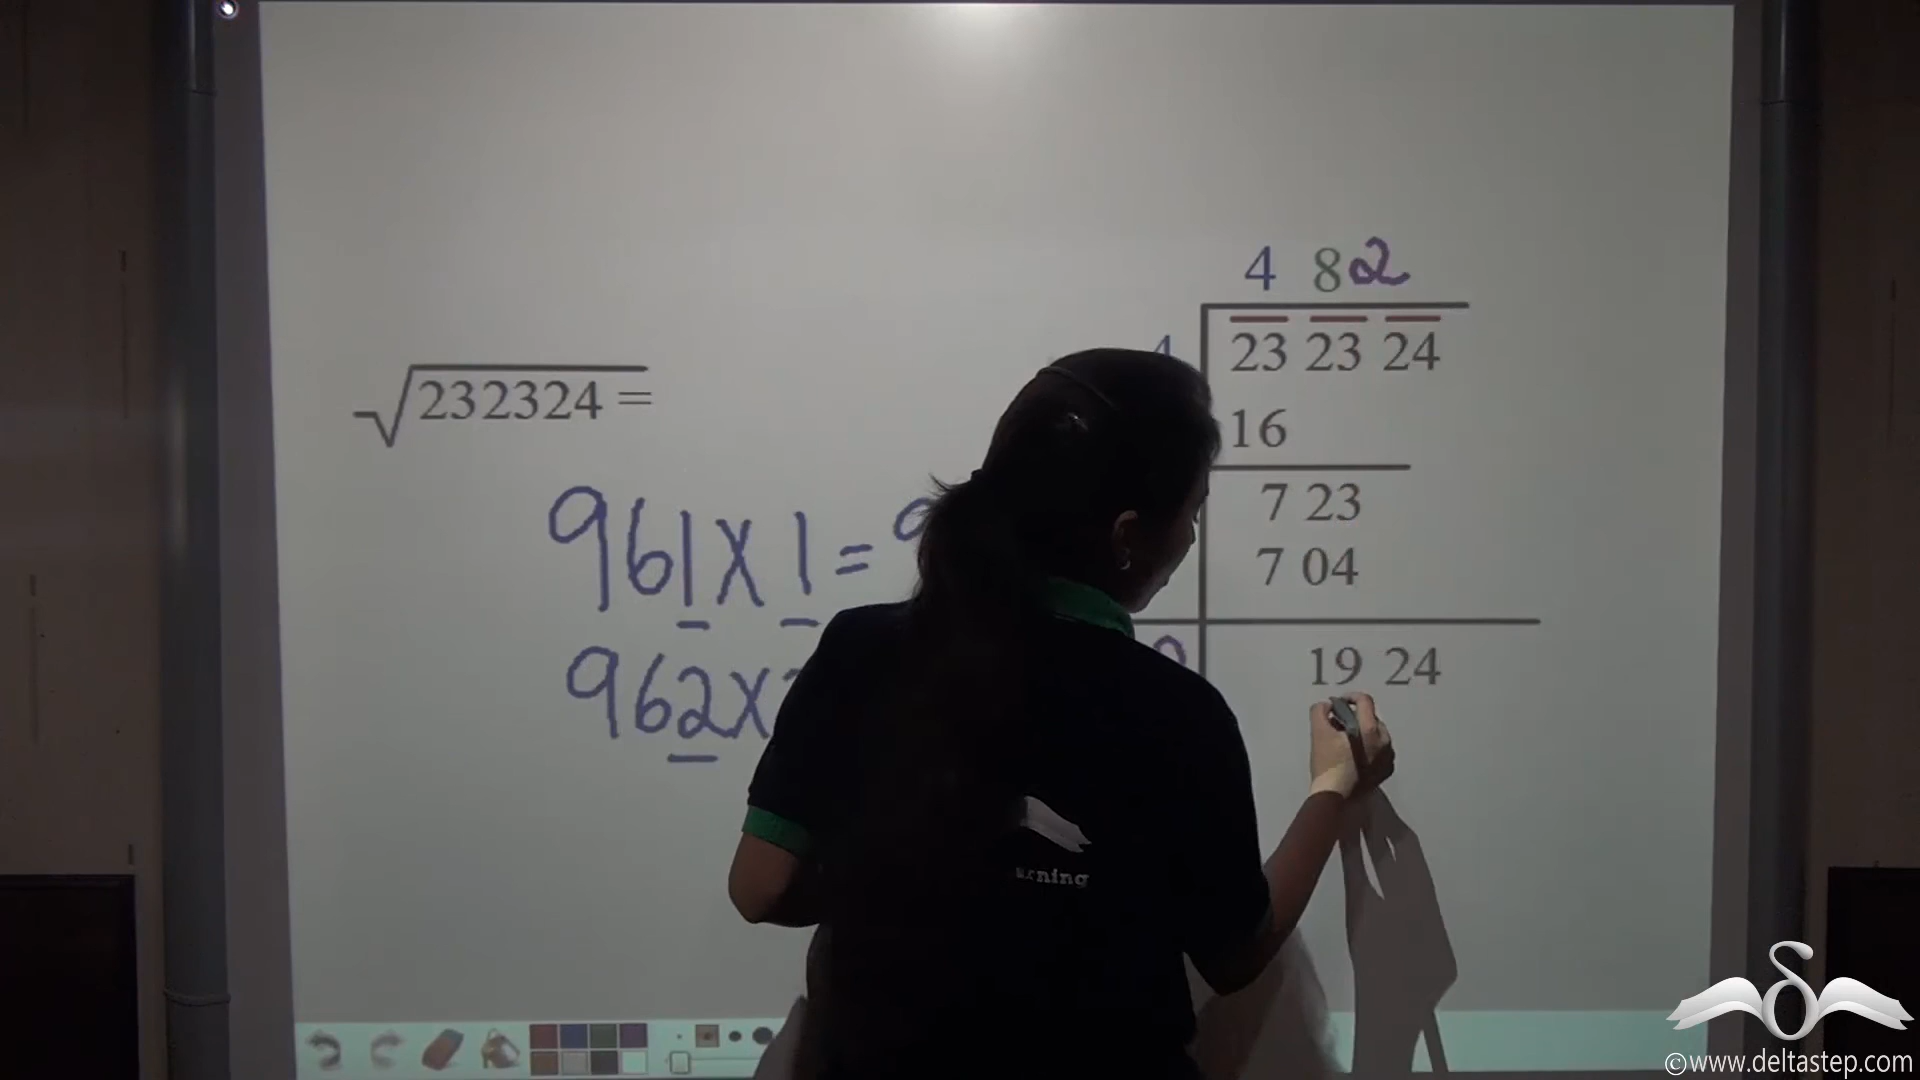 √232324 =
961 X 1 =
962 X
4 8 2
4 23 23 24
16
7 23
7 04
19 24
urning
©www.deltastep.com